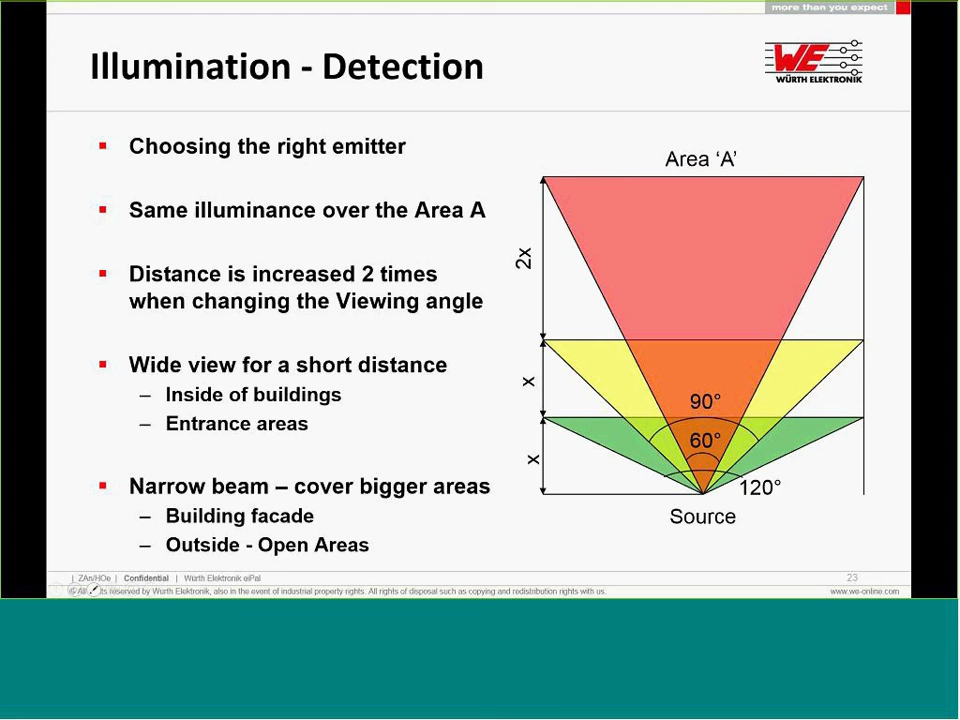 more than you expect
Illumination - Detection
WE
WÜRTH ELEKTRONIK
▪ Choosing the right emitter
▪ Same illuminance over the Area A
▪ Distance is increased 2 times
when changing the Viewing angle
▪ Wide view for a short distance
– Inside of buildings
– Entrance areas
▪ Narrow beam – cover bigger areas
– Building facade
– Outside - Open Areas
Area ‘A’
2x
x
90°
60°
x
120°
Source
| ZAn/HOe | Confidential | Würth Elektronik eiPal
23
reserved by Würth Elektronik, also in the event of industrial property rights. All rights of disposal such as copying and redistribution rights with us.
www.we-online.com